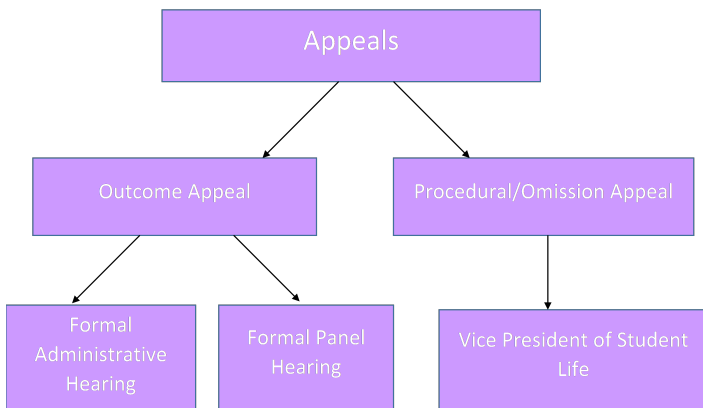 Appeals
Outcome Appeal
Procedural/Omission Appeal
Formal
Administrative
Hearing
Formal Panel
Hearing
Vice President of Student
Life